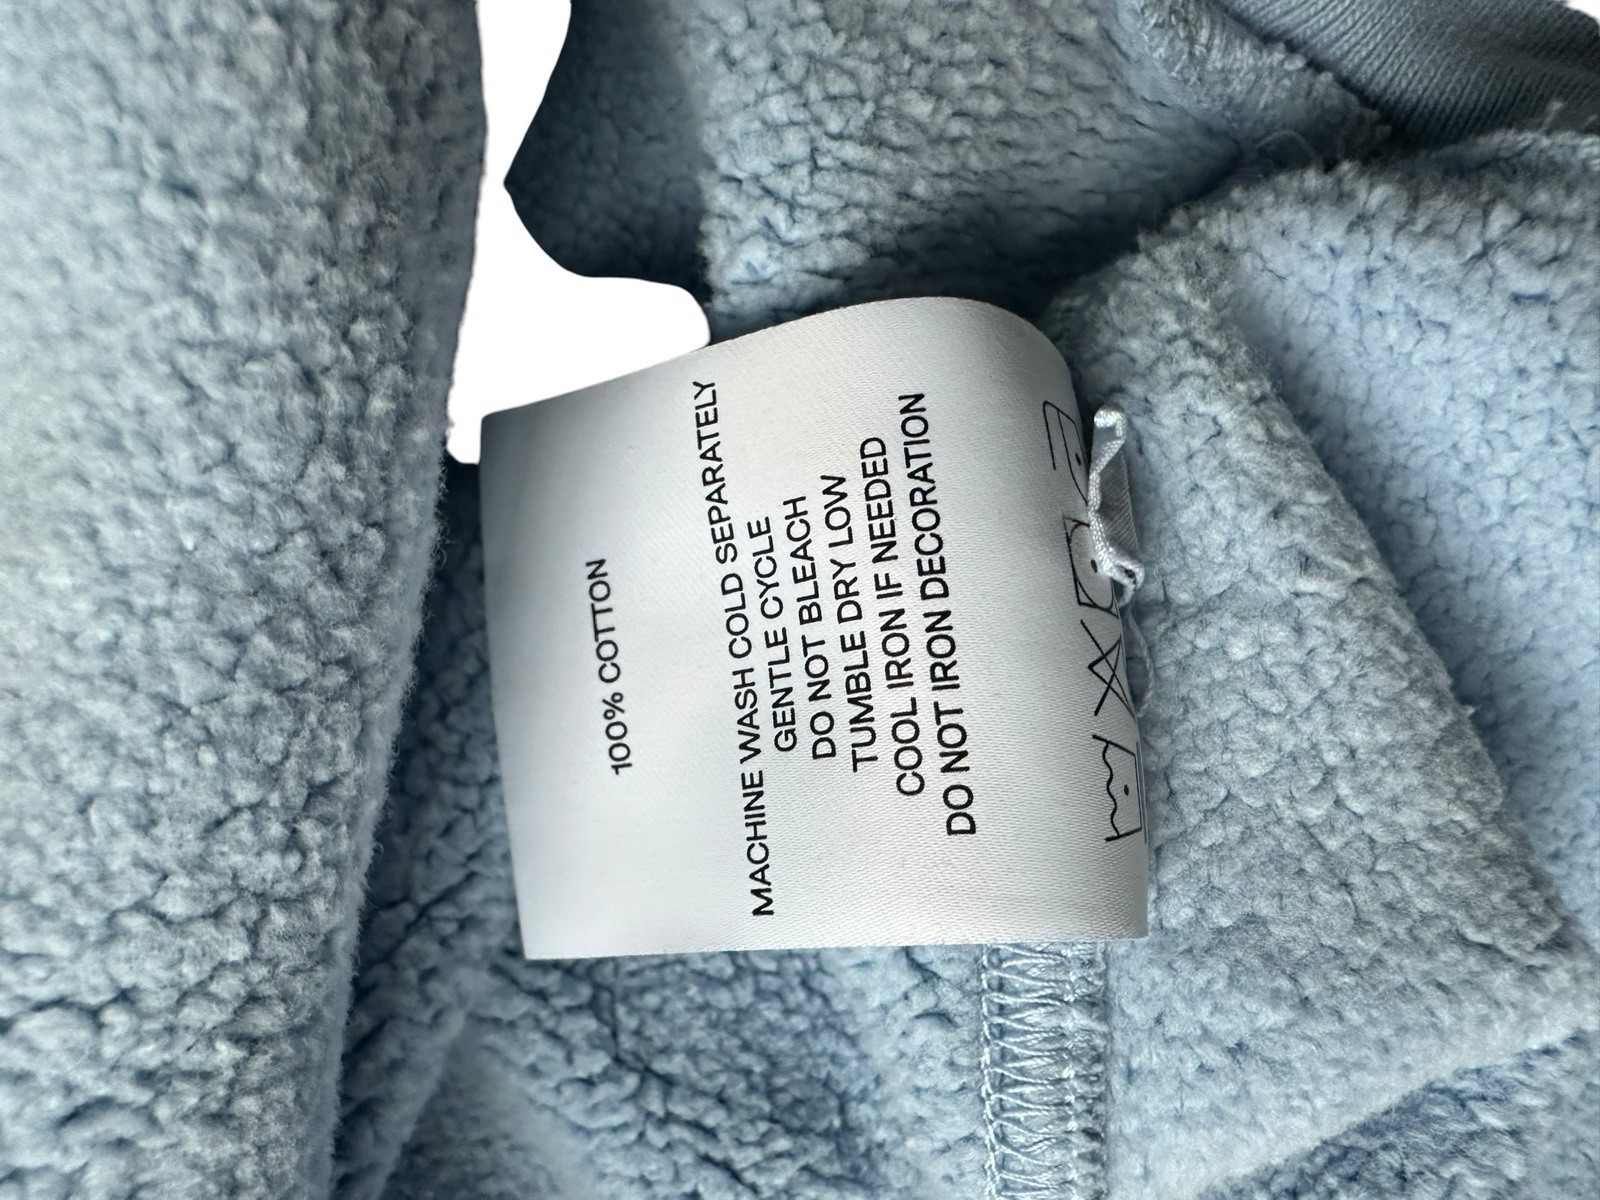 100% COTTON
MACHINE WASH COLD SEPARATELY
GENTLE CYCLE
DO NOT BLEACH
TUMBLE DRY LOW
COOL IRON IF NEEDED
DO NOT IRON DECORATION